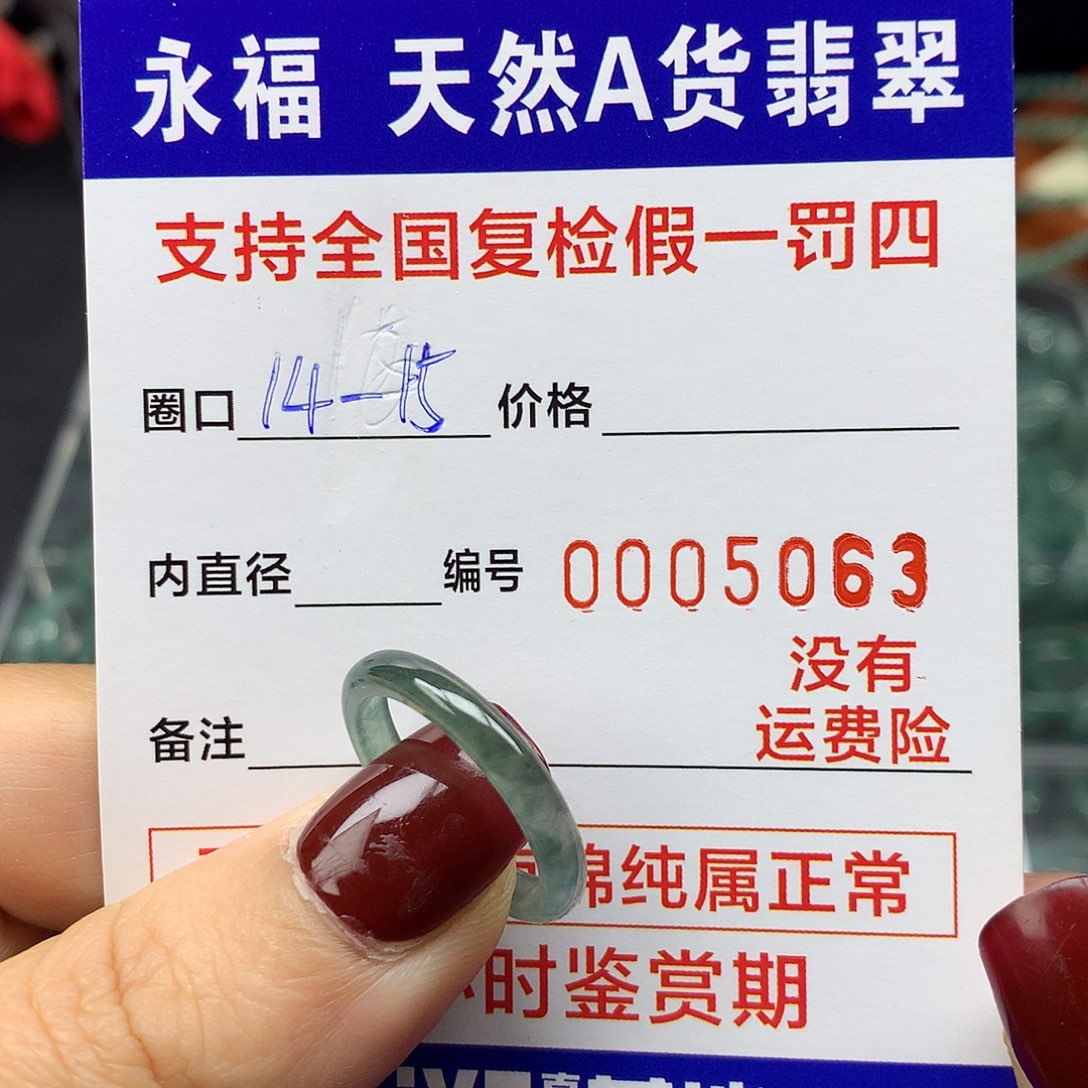 永福 天然A货翡翠
支持全国复检假一罚四
圈口 14-15 价格
内直径 编号 0005063
没有
备注 运费险
棉纯属正常
时鉴赏期